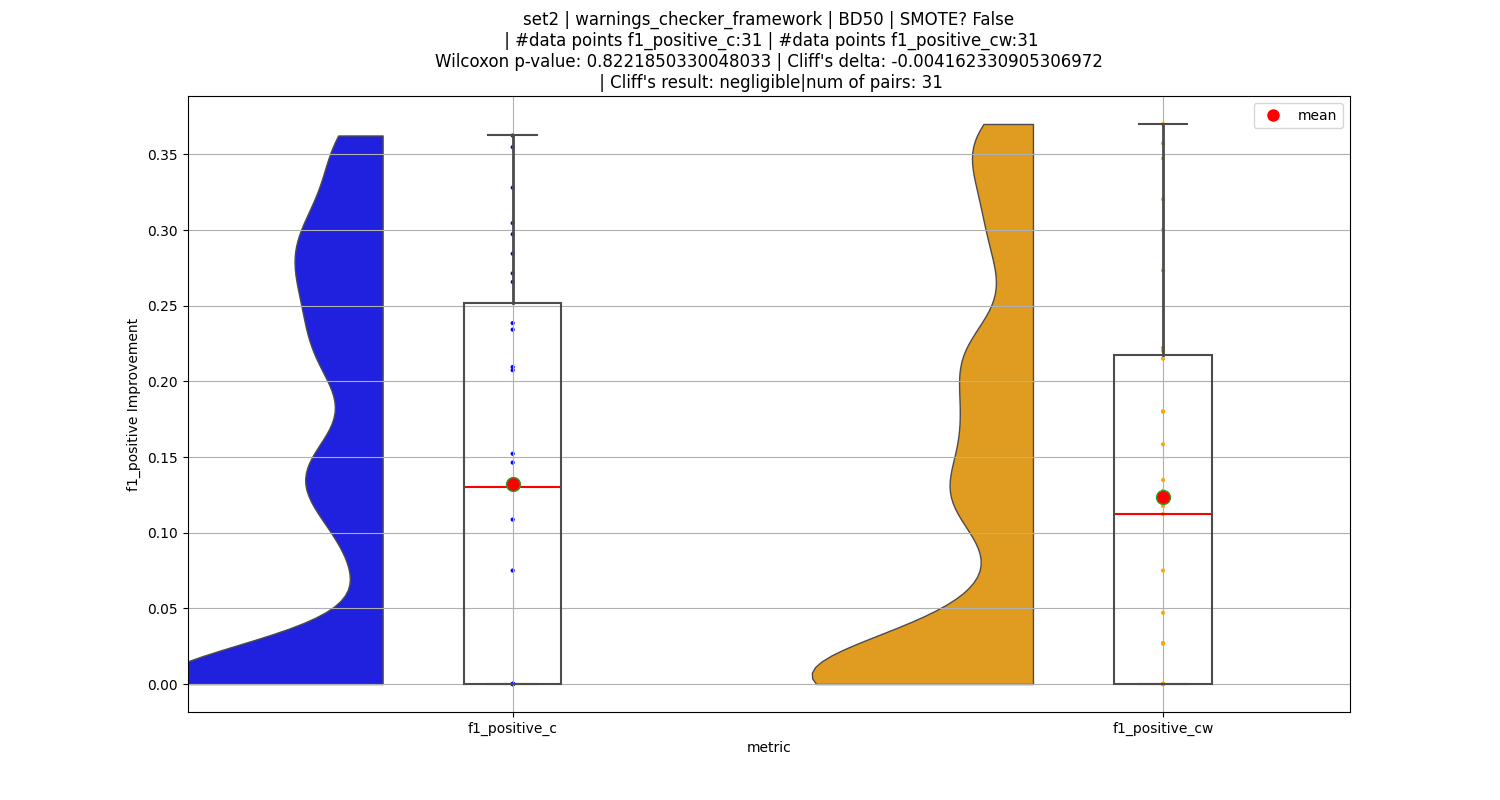 set2 | warnings_checker_framework | BD50 | SMOTE? False
| #data points f1_positive_c:31 | #data points f1_positive_cw:31
Wilcoxon p-value: 0.8221850330048033 | Cliff's delta: -0.004162330905306972
| Cliff's result: negligible|num of pairs: 31
mean
f1_positive Improvement
0.35
0.30
0.25
0.20
0.15
0.10
0.05
0.00
f1_positive_c
f1_positive_cw
metric